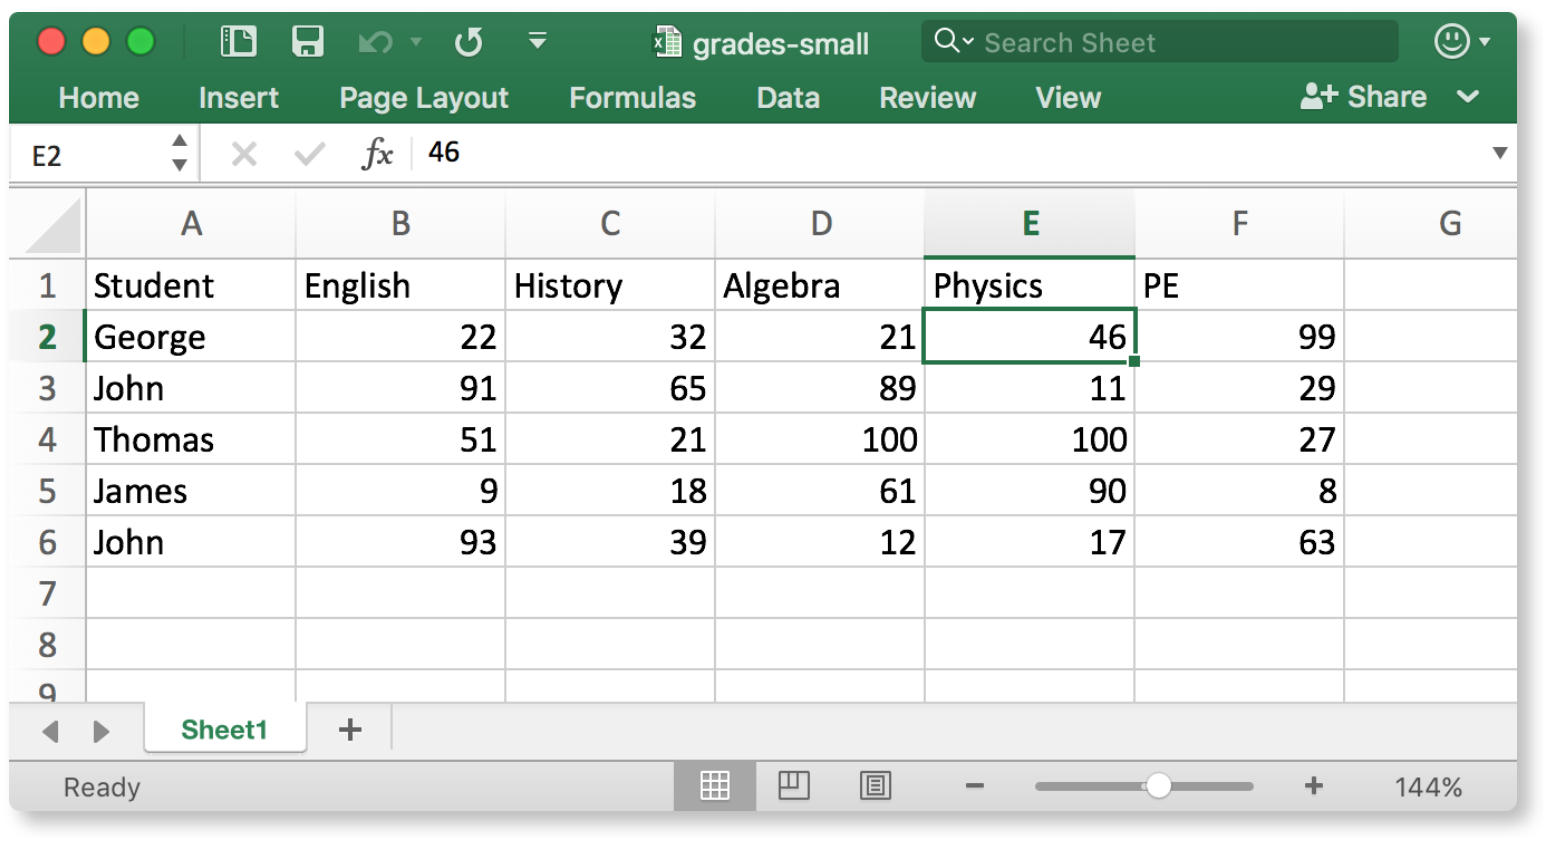 grades-small
Search Sheet
Home Insert Page Layout Formulas Data Review View Share
E2 fx 46
A B C D E F G
1 Student English History Algebra Physics PE
2 George 22 32 21 46 99
3 John 91 65 89 11 29
4 Thomas 51 21 100 100 27
5 James 9 18 61 90 8
6 John 93 39 12 17 63
7
8
9
Sheet1 +
Ready 144%